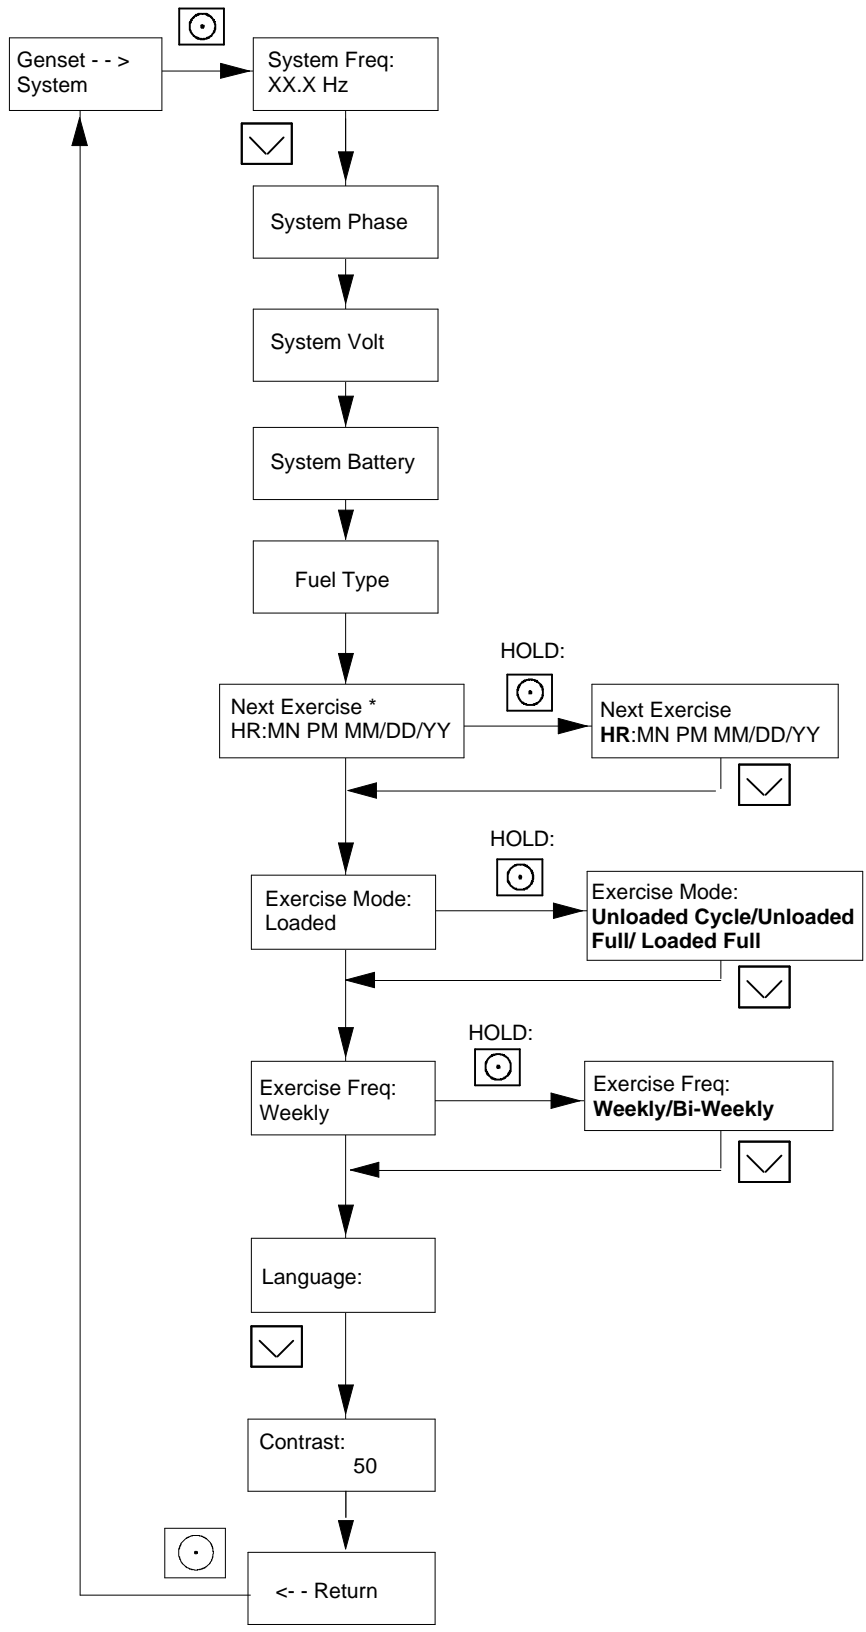 Genset - - >
System
System Freq:
XX.X Hz
System Phase
System Volt
System Battery
Fuel Type
HOLD:
Next Exercise *
HR:MN PM MM/DD/YY
Next Exercise
HR:MN PM MM/DD/YY
HOLD:
Exercise Mode:
Loaded
Exercise Mode:
Unloaded Cycle/Unloaded
Full/ Loaded Full
HOLD:
Exercise Freq:
Weekly
Exercise Freq:
Weekly/Bi-Weekly
Language:
Contrast:
50
<- - Return